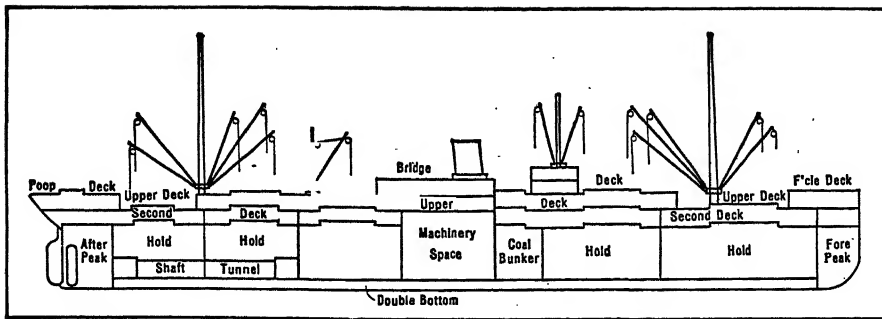 Poop Deck
Bridge
Deck
F'cle Deck
Upper Deck
Upper Deck
Upper Deck
Second Deck
Second Deck
After Peak
Hold
Hold
Machinery Space
Coal Bunker
Hold
Hold
Fore Peak
Shaft Tunnel
Double Bottom